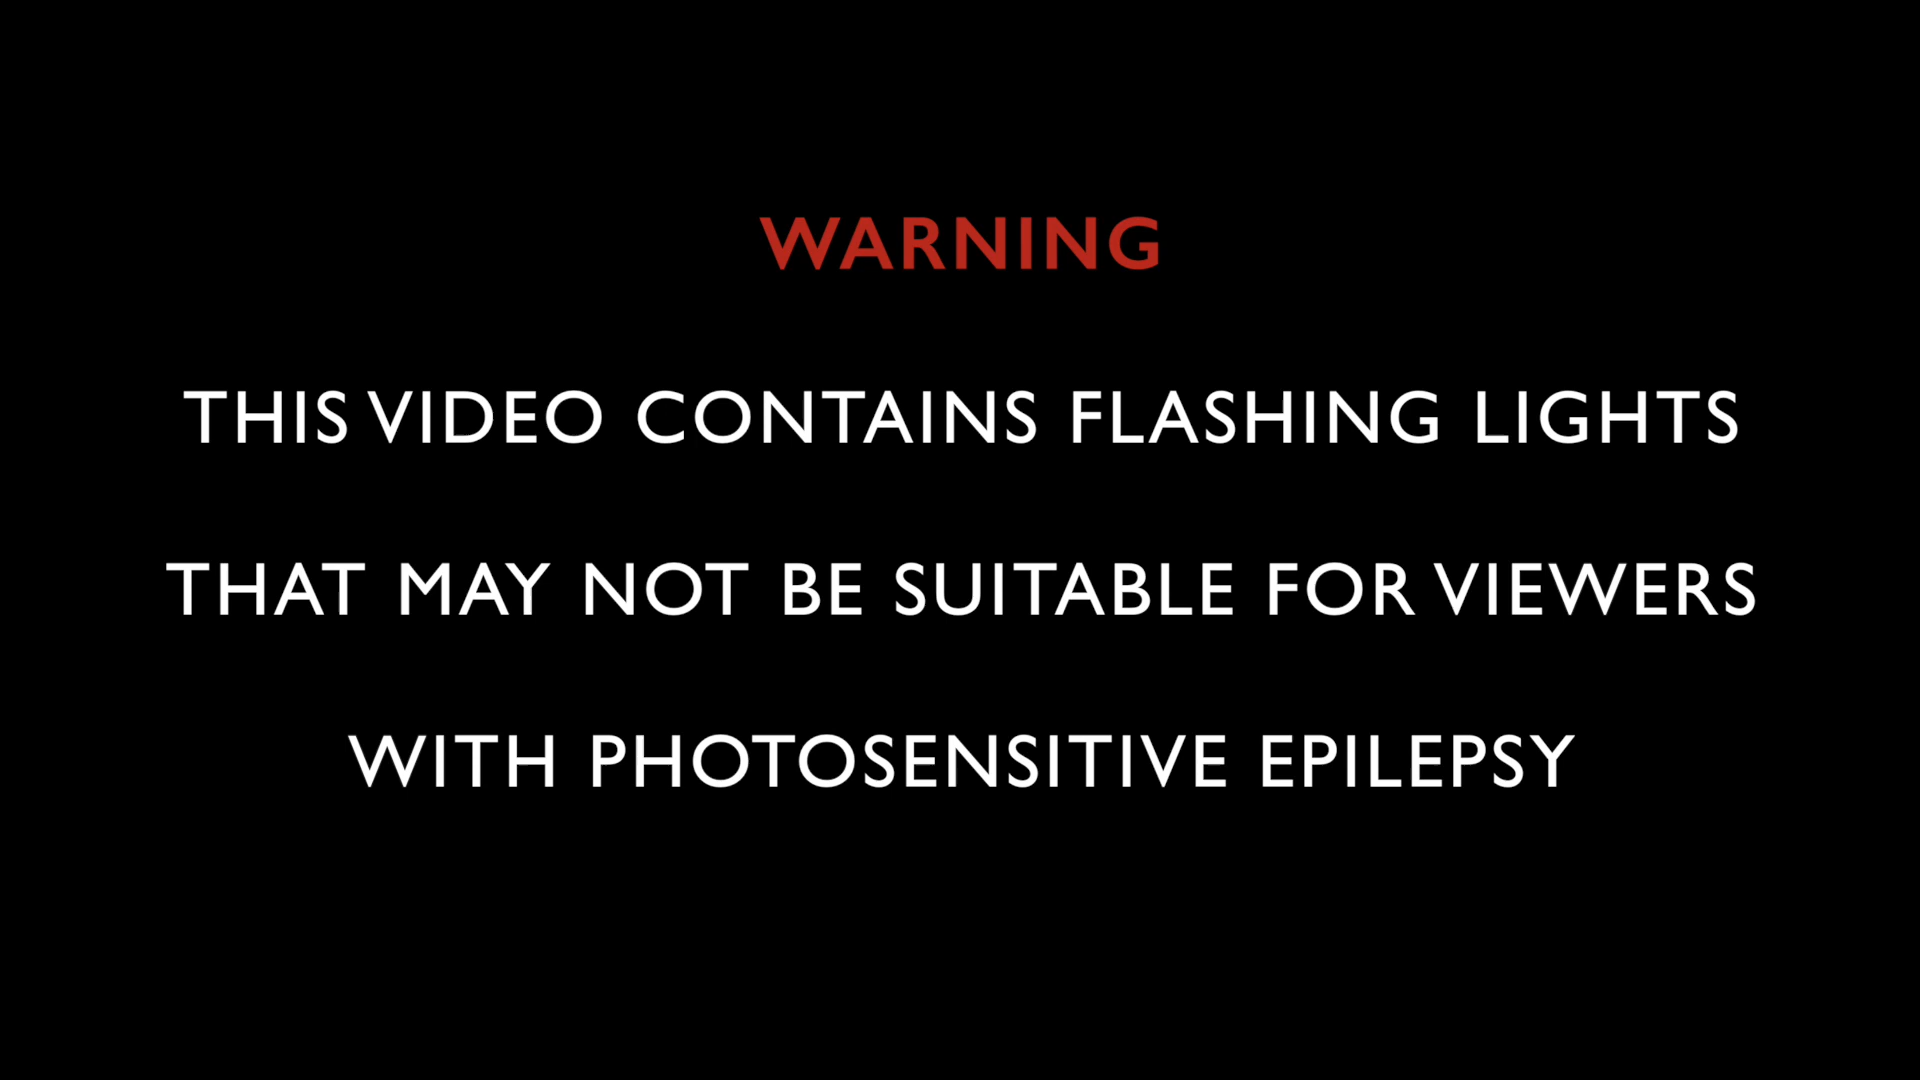 WARNING
THIS VIDEO CONTAINS FLASHING LIGHTS
THAT MAY NOT BE SUITABLE FOR VIEWERS
WITH PHOTOSENSITIVE EPILEPSY